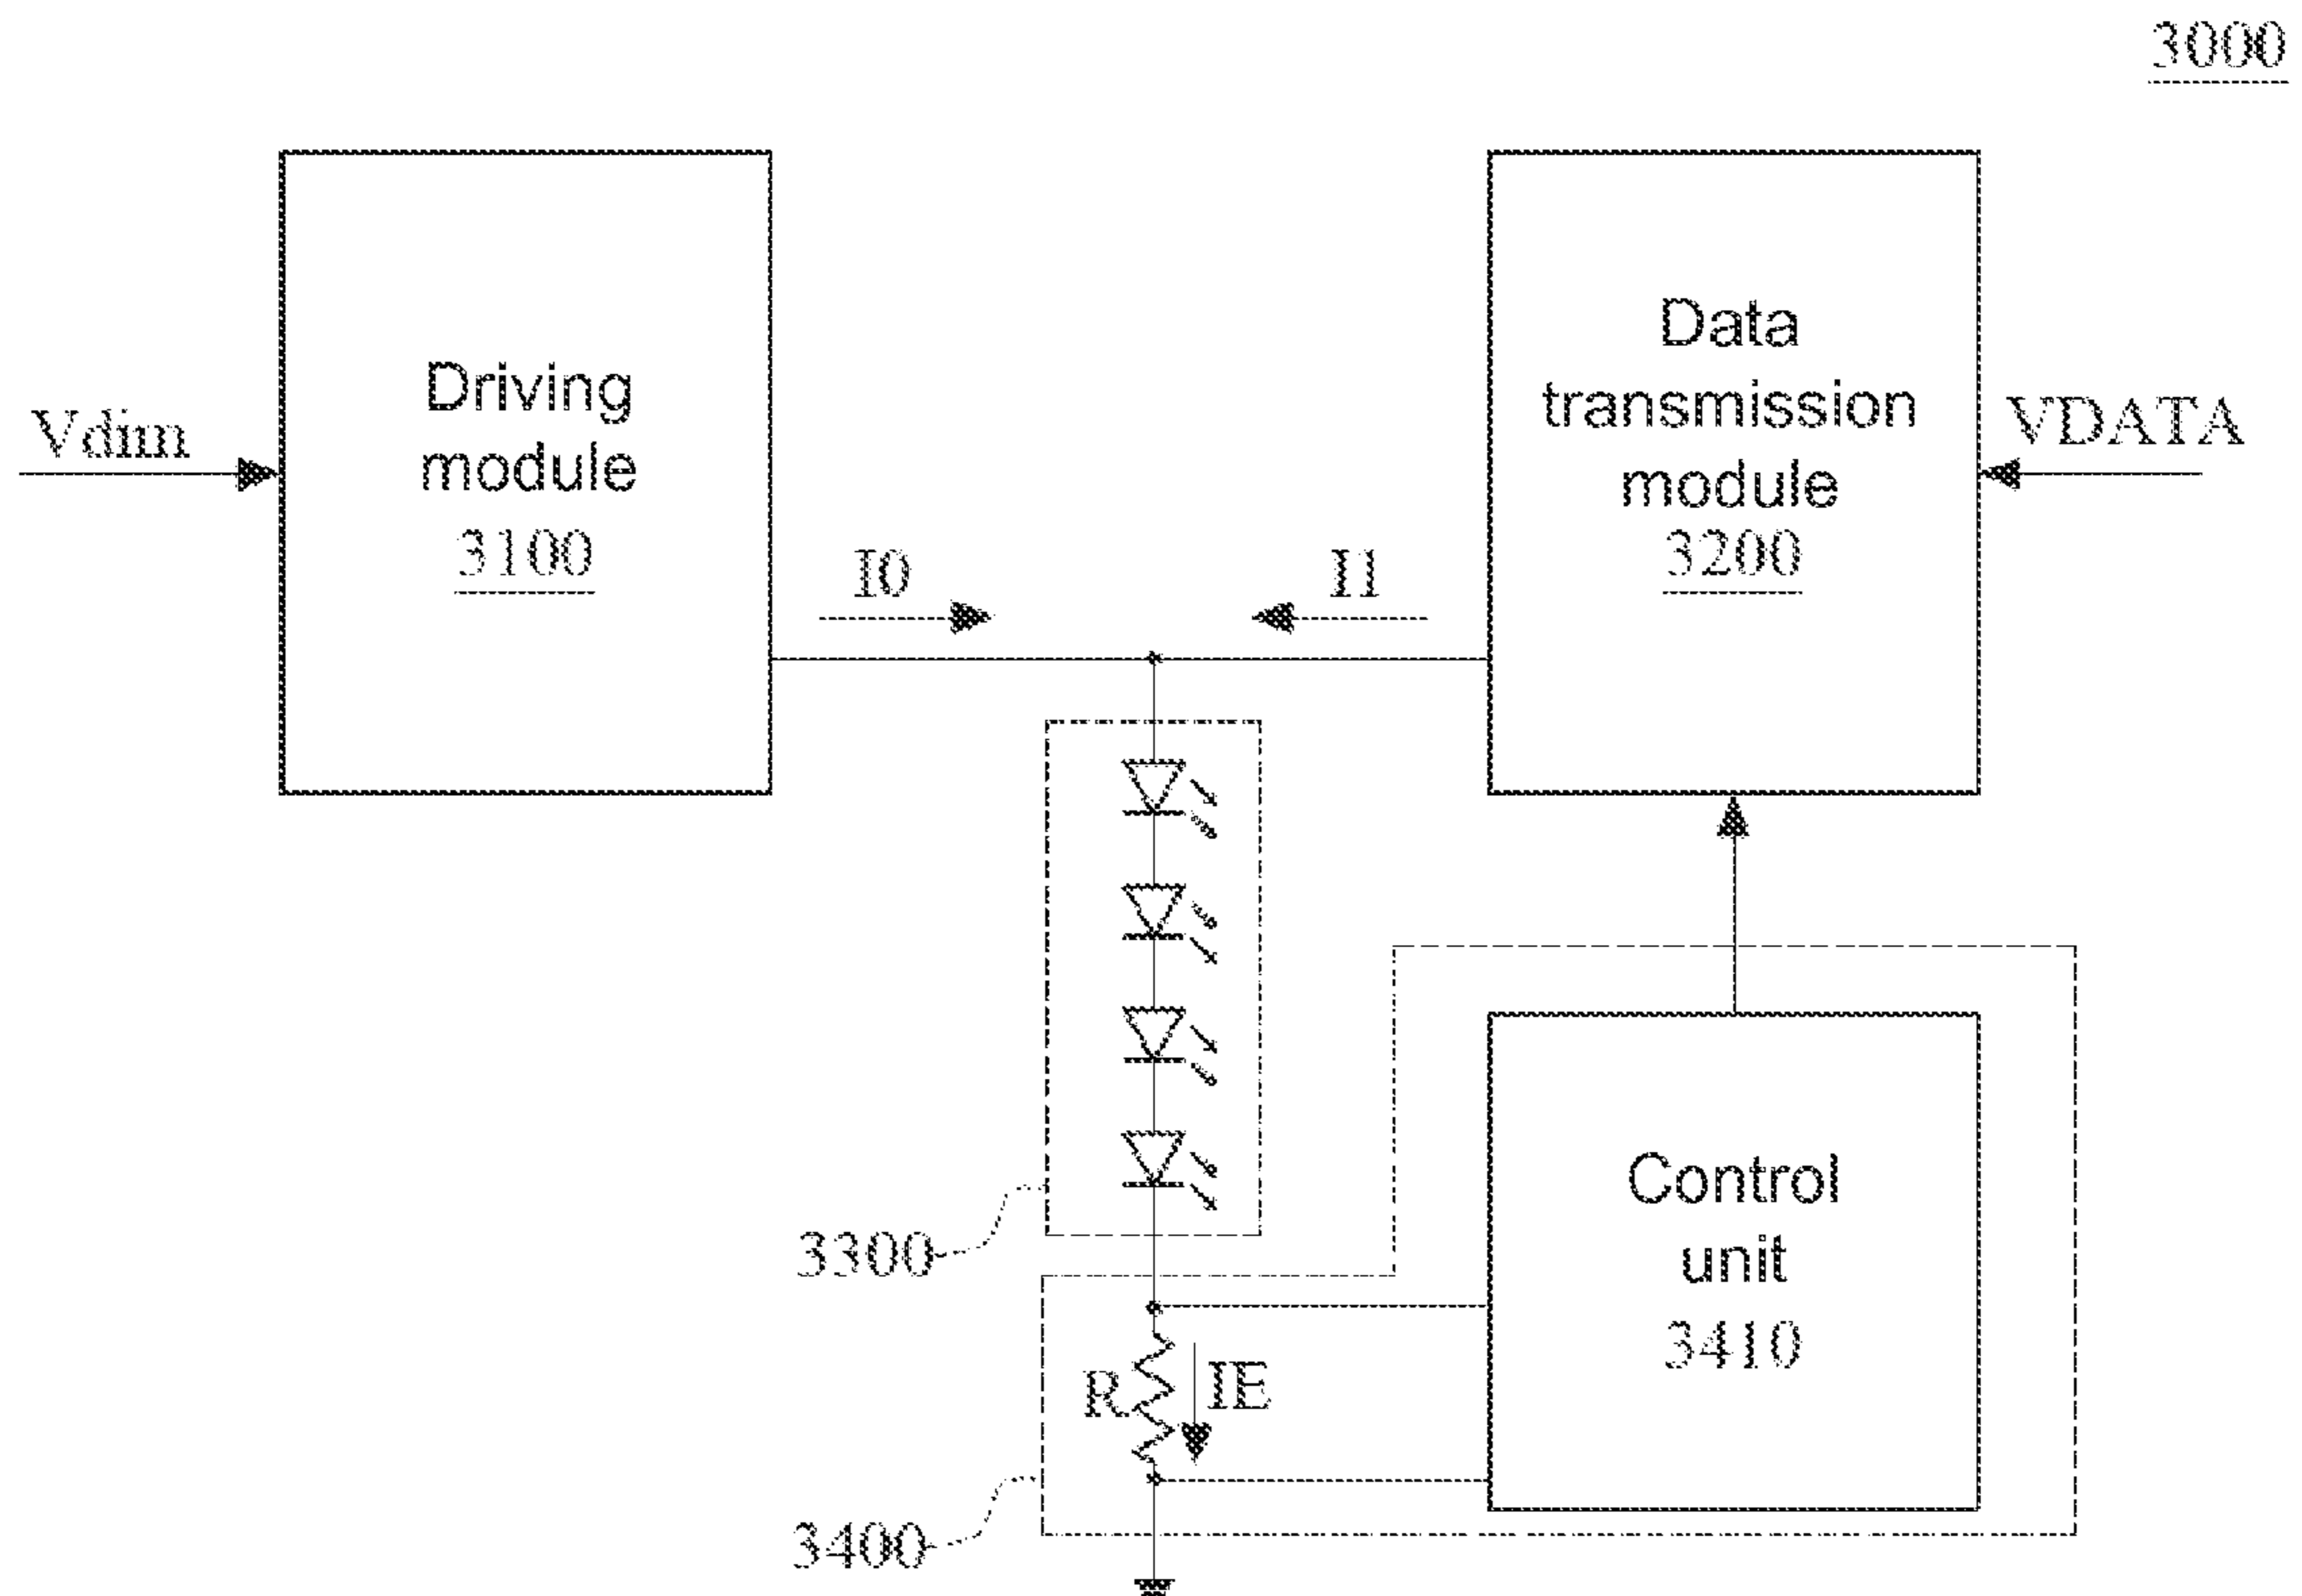 3000
Driving
module
3100
Vdim
Data
transmission
module
3200
VDATA
I0
I1
3300
Control
unit
3410
R
IE
3400